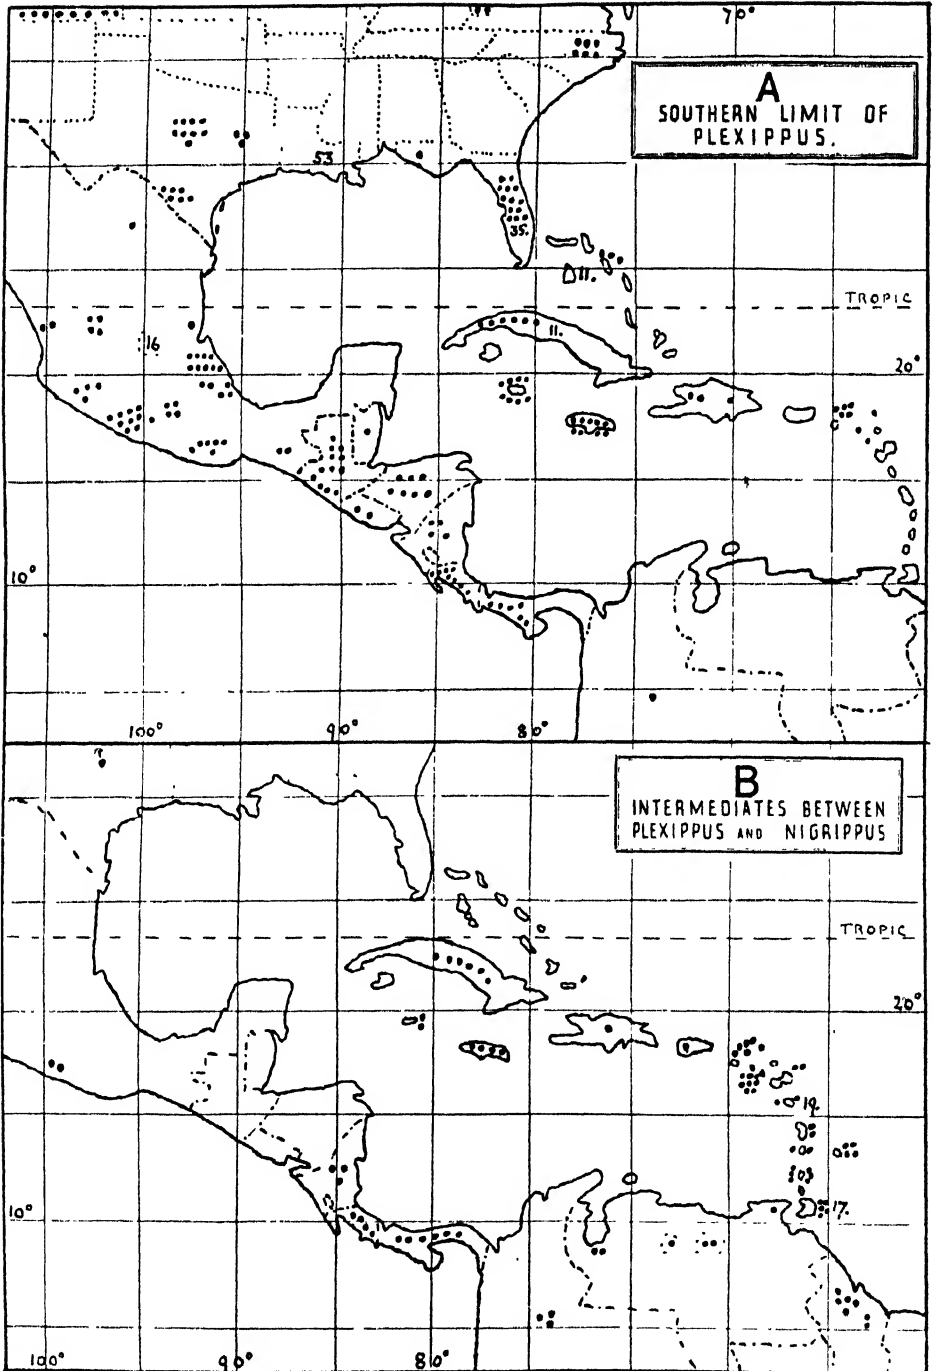 70°
A
SOUTHERN LIMIT OF
PLEXIPPUS.
53
35.
11.
TROPIC
11.
16
20°
10°
100°
90°
80°
B
INTERMEDIATES BETWEEN
PLEXIPPUS AND NIGRIPPUS
TROPIC
20°
19.
10°
17.
100°
90°
80°